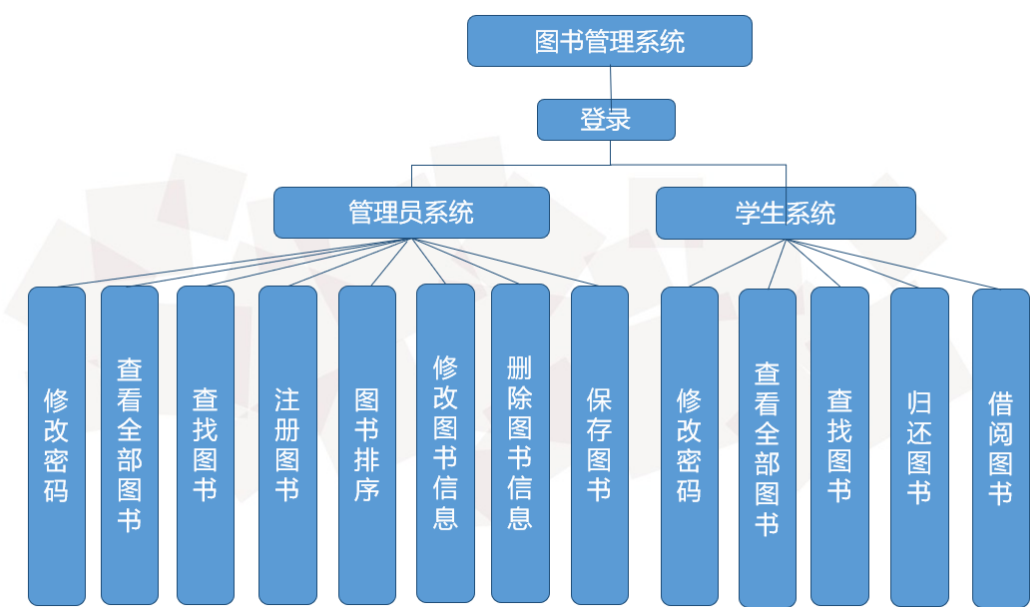 图书管理系统
登录
管理员系统
学生系统
修改密码
查看全部图书
查找图书
注册图书
图书排序
修改图书信息
删除图书信息
保存图书
修改密码
查看全部图书
查找图书
归还图书
借阅图书